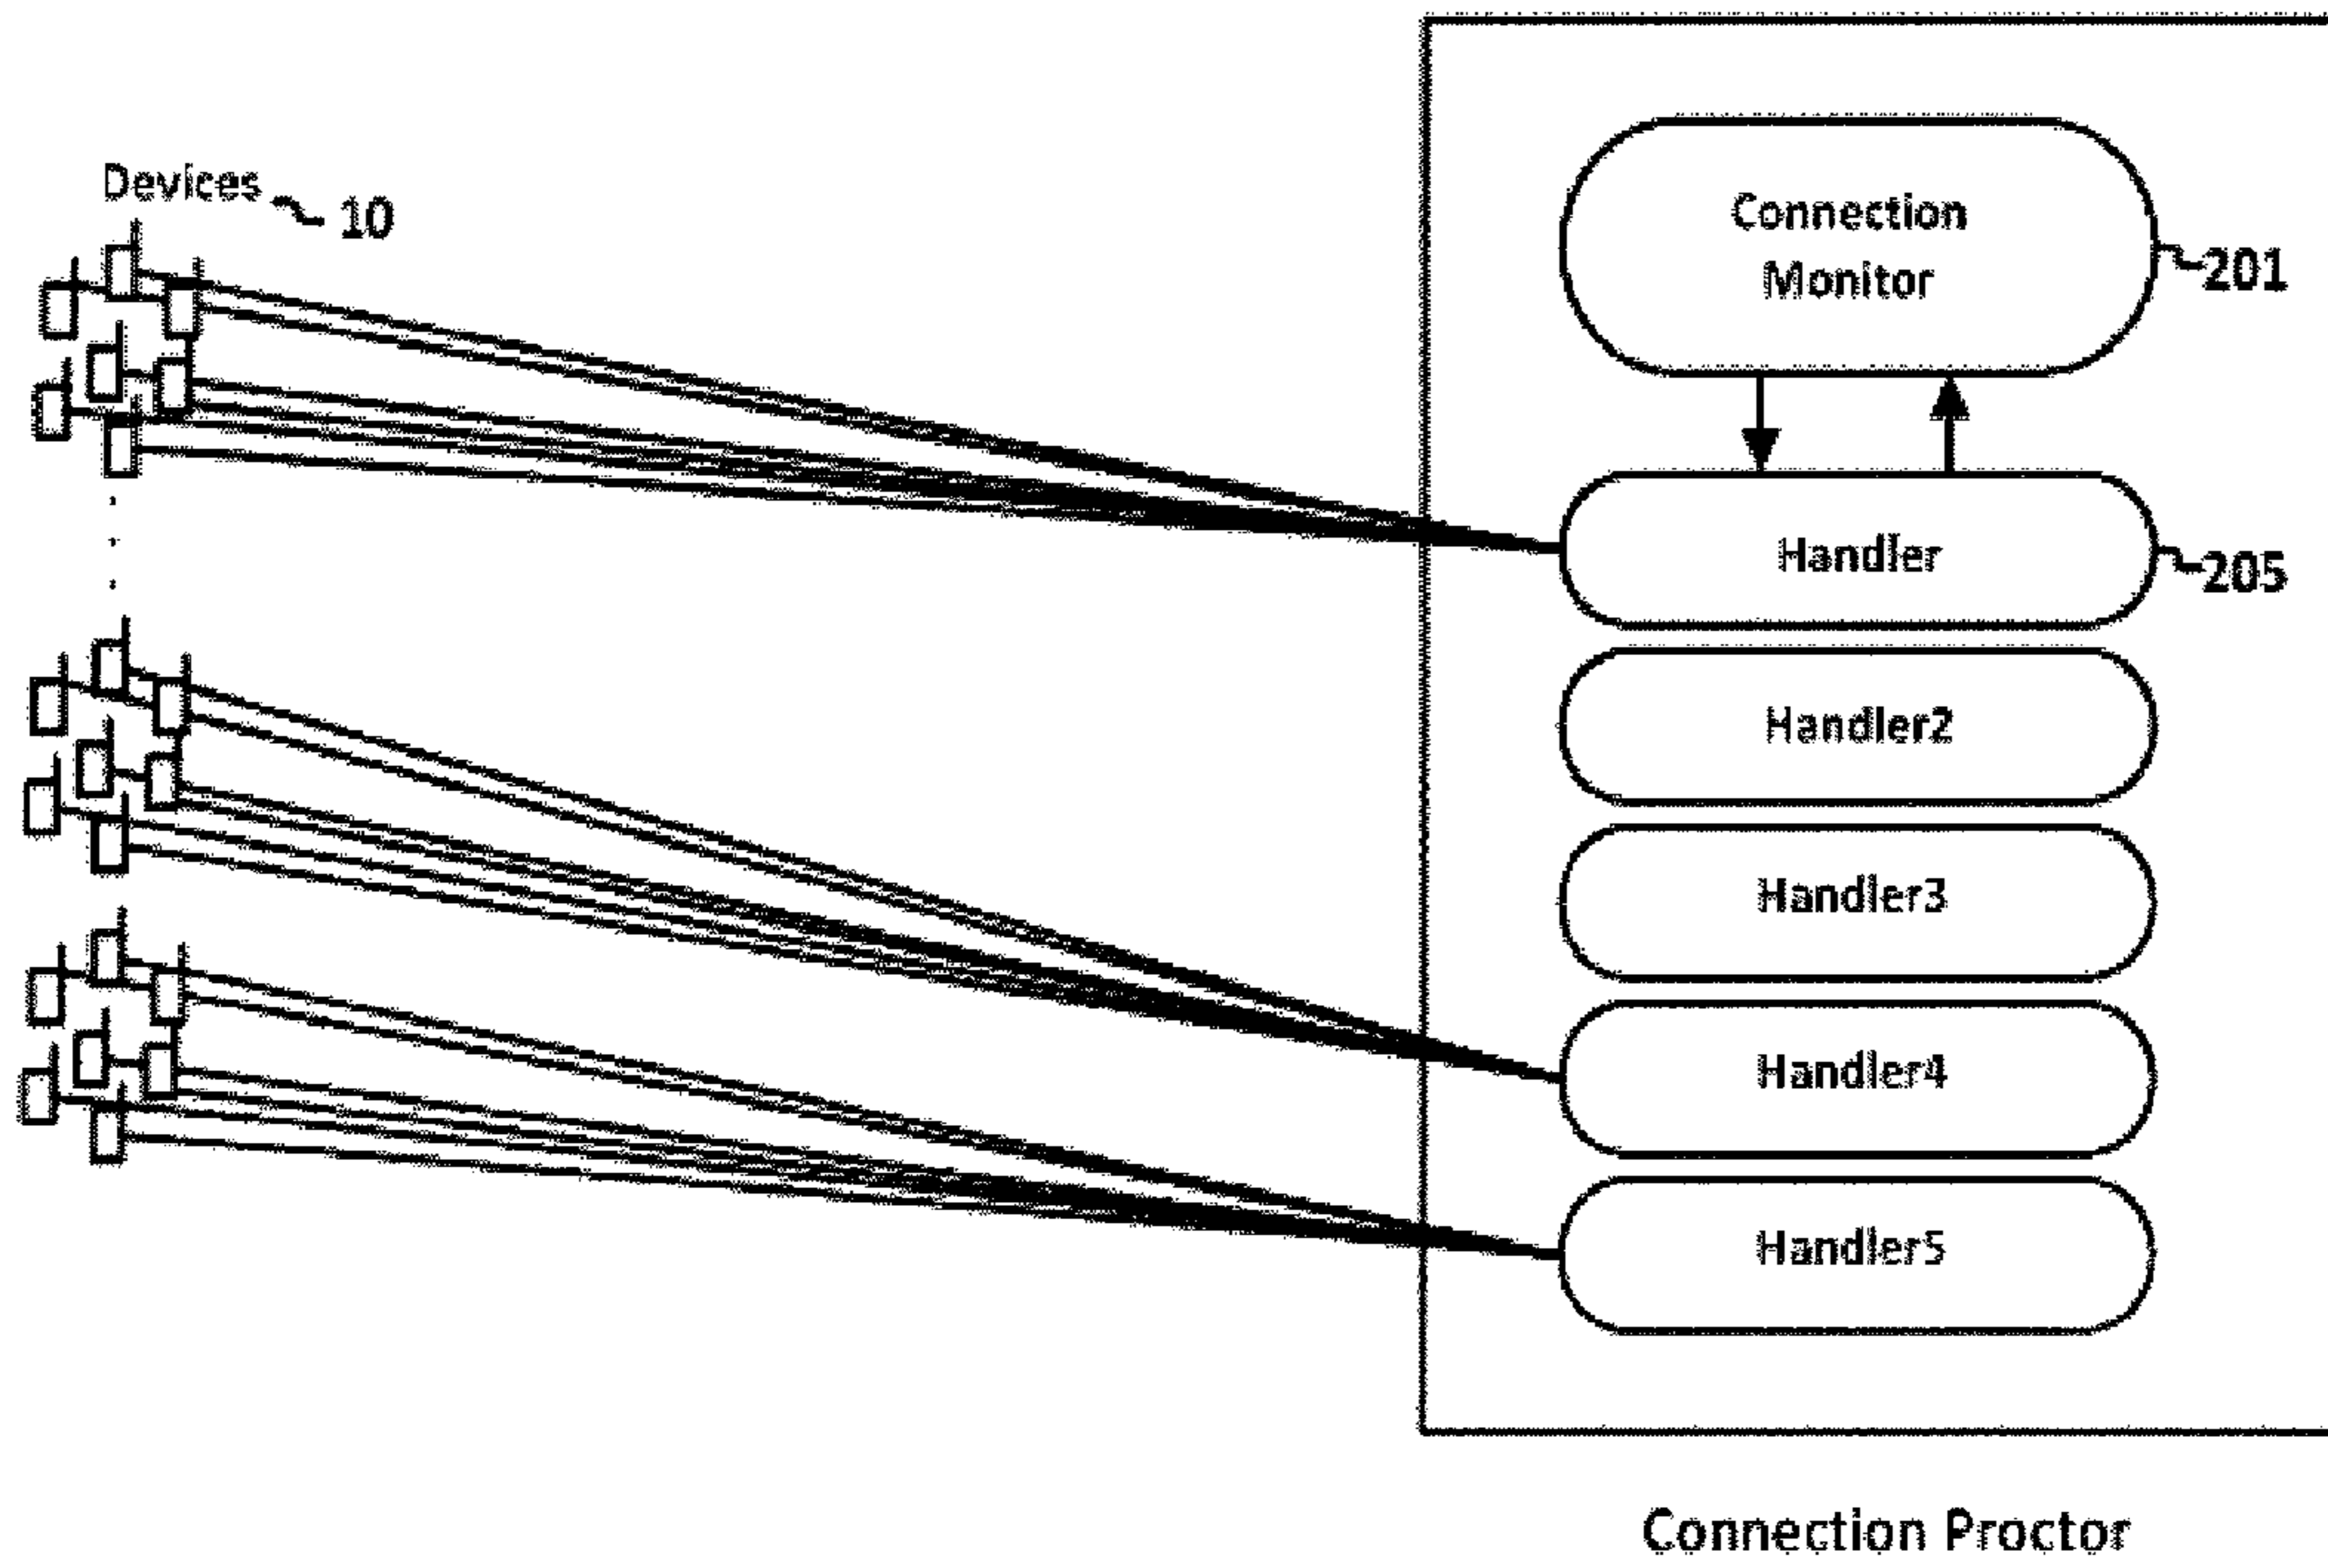 Devices 10
Connection
Monitor
201
Handler
205
Handler2
Handler3
Handler4
Handler5
Connection Proctor